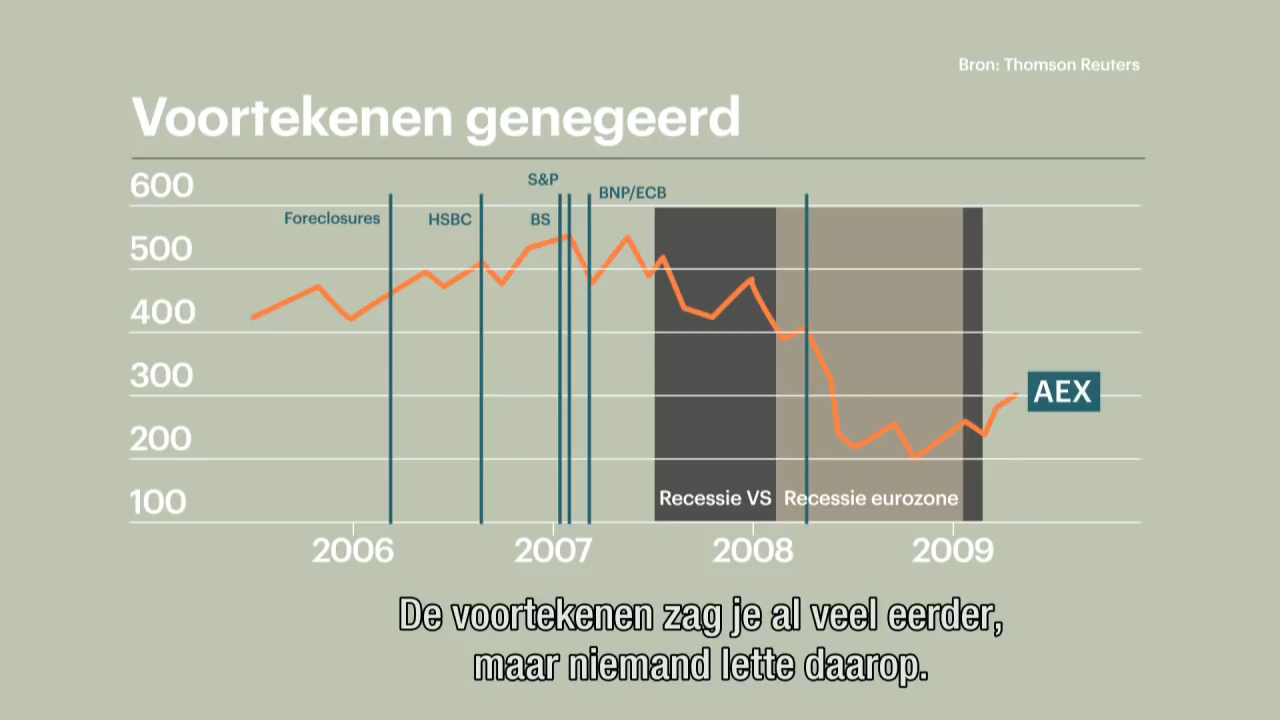 Bron: Thomson Reuters
Voortekenen genegeerd
600
S&P
BNP/ECB
Foreclosures
HSBC
BS
500
400
300
AEX
200
100
Recessie VS
Recessie eurozone
2006
2007
2008
2009
De voortekenen zag je al veel eerder,
maar niemand lette daarop.